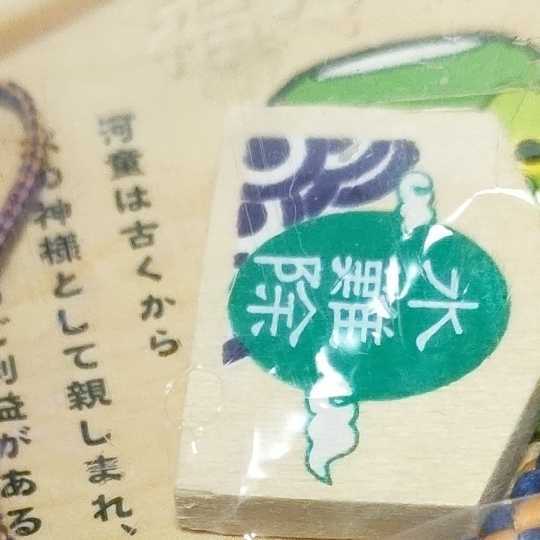 河童は古くから
の神様として親しまれ、
ご利益がある
水難除